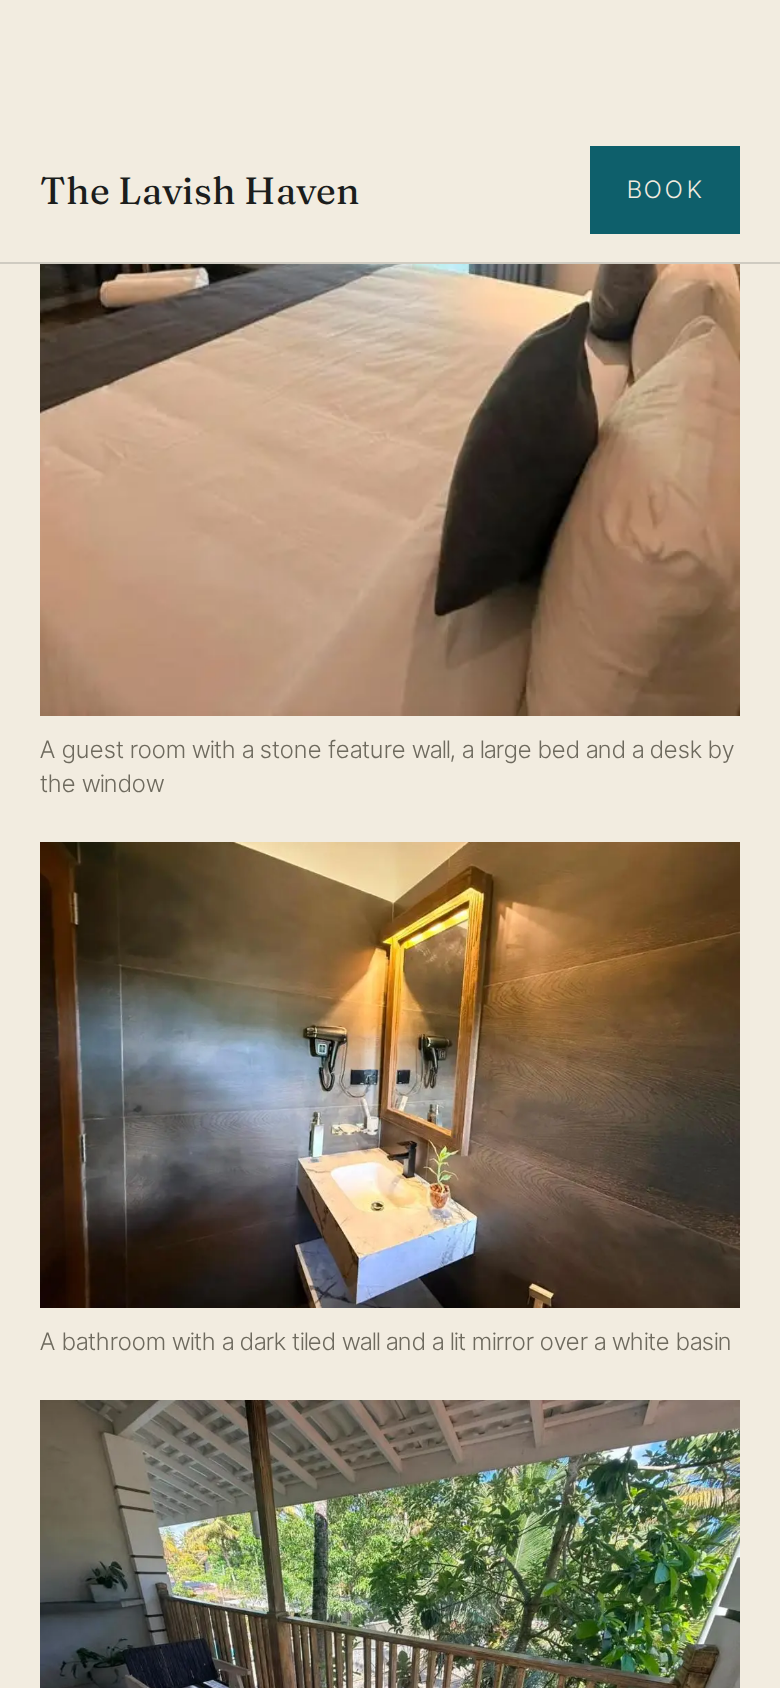 The Lavish Haven
BOOK
A guest room with a stone feature wall, a large bed and a desk by
the window
A bathroom with a dark tiled wall and a lit mirror over a white basin